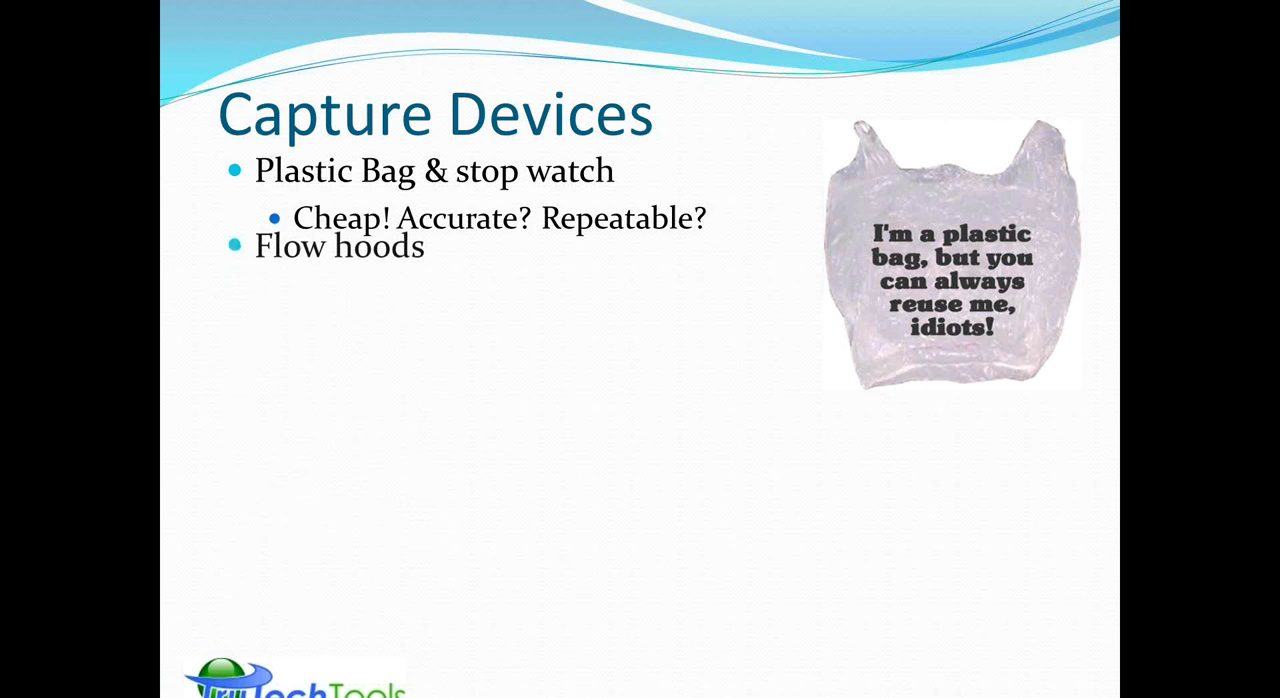 Capture Devices
Plastic Bag & stop watch
Cheap! Accurate? Repeatable?
Flow hoods
I'm a plastic
bag, but you
can always
reuse me,
idiots!
TruTechTools